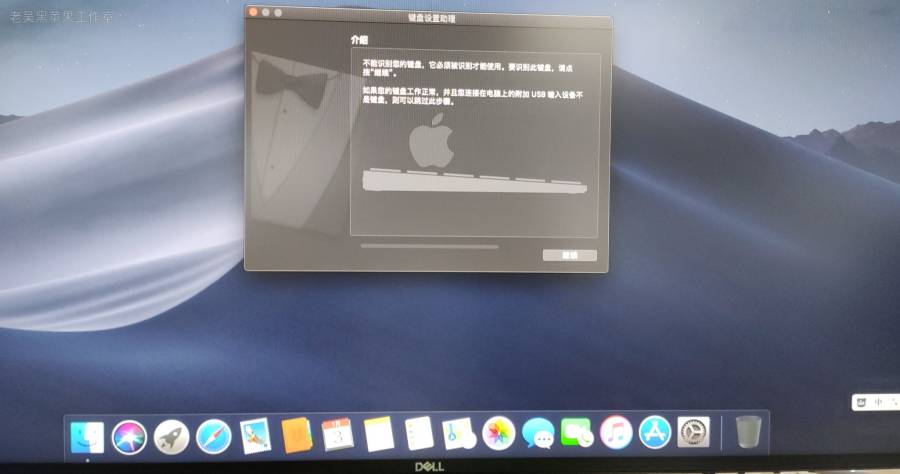 老吴黑苹果工作室
键盘设置助理
介绍
不能识别您的键盘，它必须被识别才能使用。要识别此键盘，请点
按“继续”。
如果您的键盘工作正常，并且您连接在电脑上的附加 USB 输入设备不
是键盘，则可以跳过此步骤。
继续
3
中
DELL